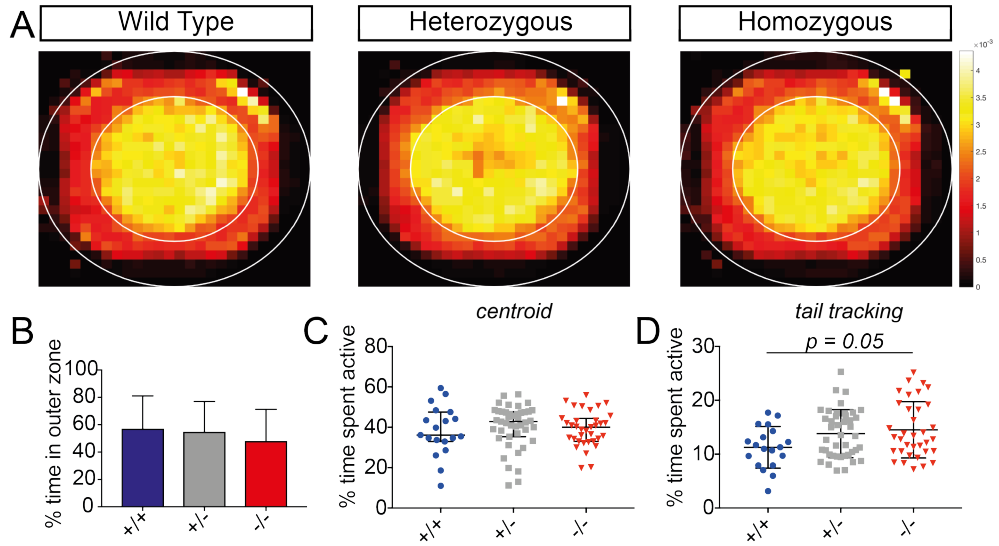 A
Wild Type
Heterozygous
Homozygous
×10⁻³
4
3.5
3
2.5
2
1.5
1
0.5
0
B
% time in outer zone
100
80
60
40
20
0
+/+
+/-
-/-
C
centroid
% time spent active
80
60
40
20
0
+/+
+/-
-/-
D
tail tracking
p = 0.05
% time spent active
30
20
10
0
+/+
+/-
-/-